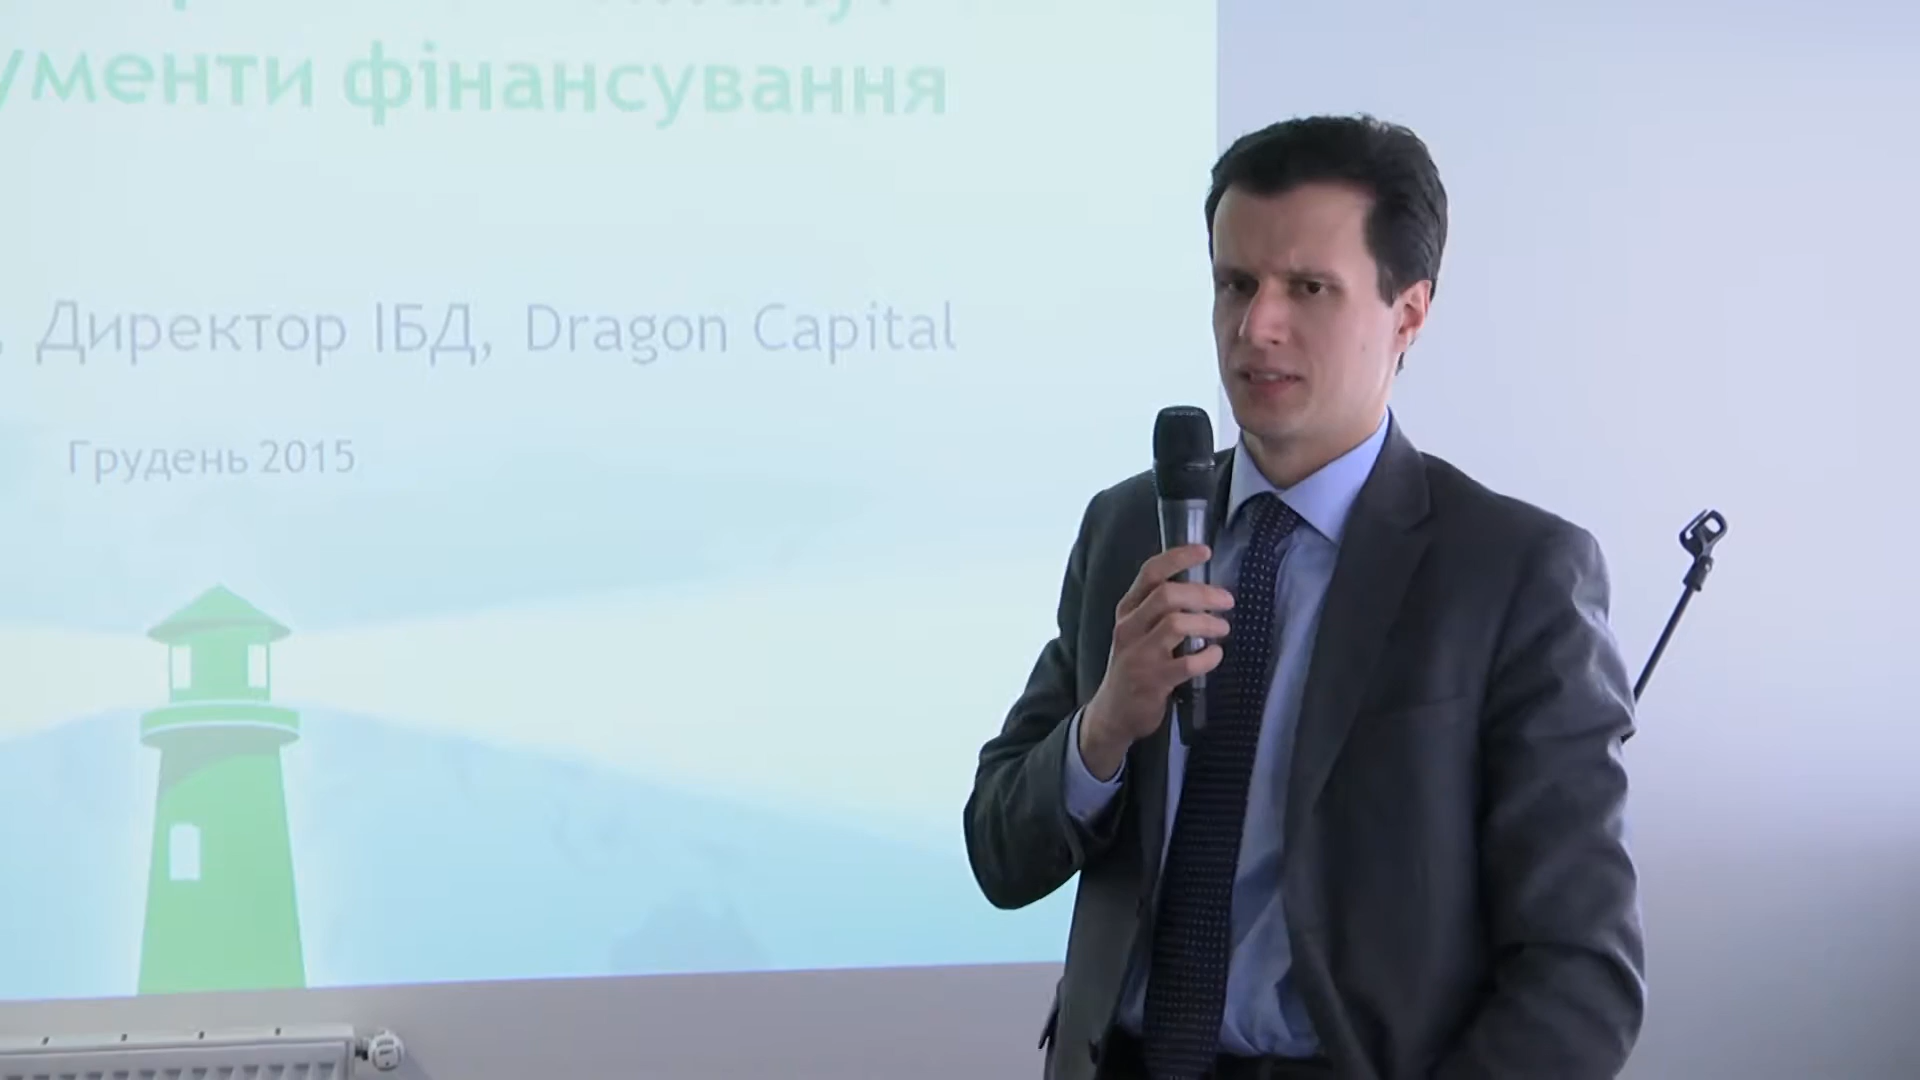 ументи фінансування
Директор ІБД, Dragon Capital
Грудень 2015